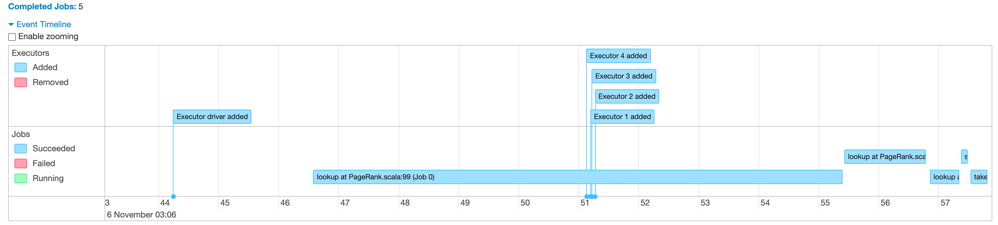 Completed Jobs: 5
Event Timeline
Enable zooming
Executors
Added
Removed
Executor 4 added
Executor 3 added
Executor 2 added
Executor driver added
Executor 1 added
Jobs
Succeeded
Failed
Running
lookup at PageRank.sca
s
lookup at PageRank.scala:99 (Job 0)
lookup a
take
3 44 45 46 47 48 49 50 51 52 53 54 55 56 57
6 November 03:06